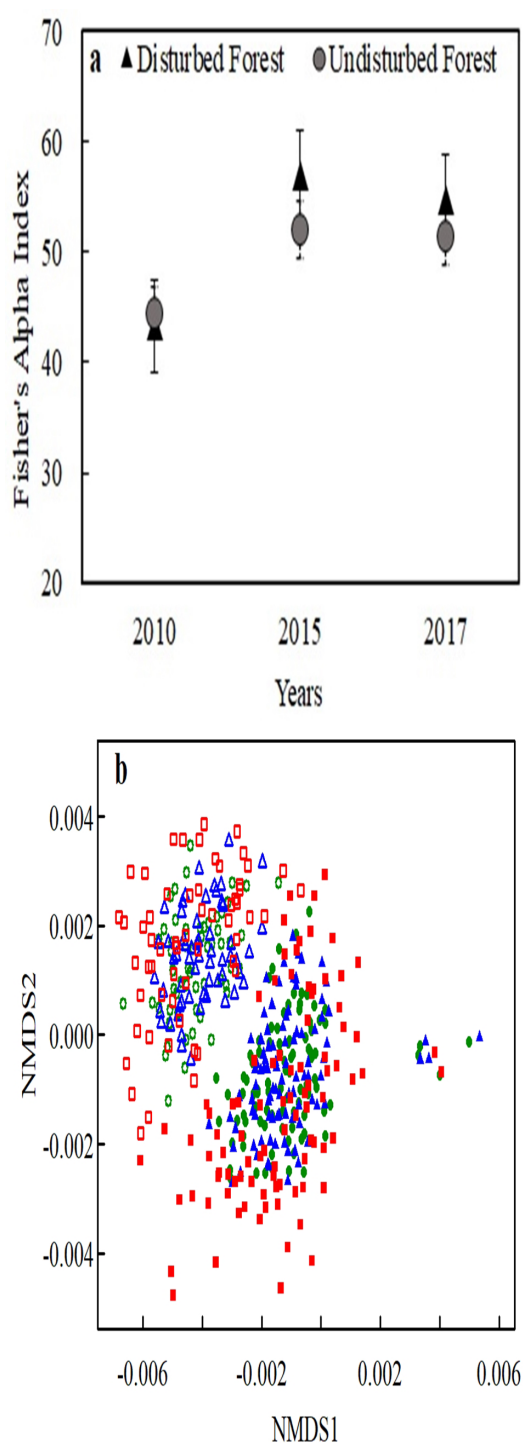 70
a ▲ Disturbed Forest ● Undisturbed Forest
60
50
40
30
20
Fisher's Alpha Index
2010 2015 2017
Years
b
0.004
0.002
0.000
-0.002
-0.004
NMDS2
-0.006 -0.002 0.002 0.006
NMDS1